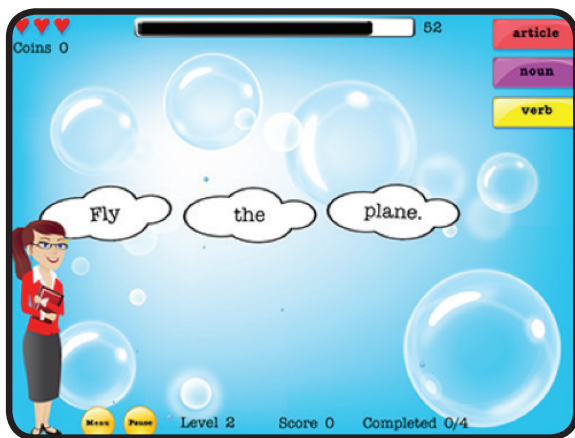 52
Coins 0
article
noun
verb
Fly the plane.
Menu Pause Level 2 Score 0 Completed 0/4